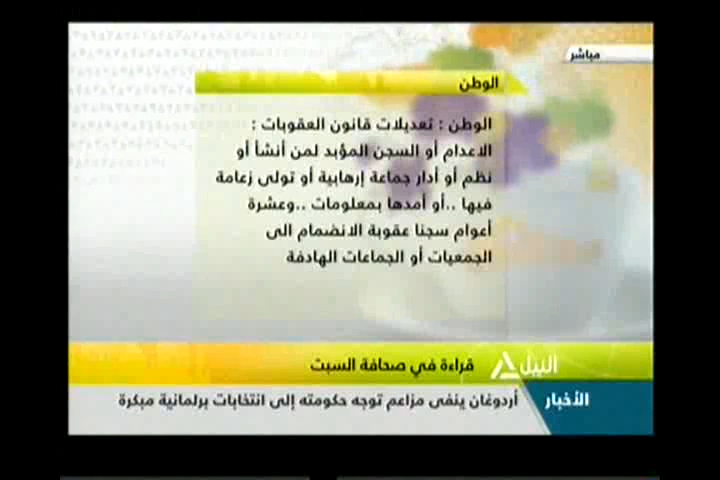 مباشر
الوطن
الوطن : تعديلات قانون العقوبات :
الاعدام أو السجن المؤبد لمن أنشأ أو
نظم أو أدار جماعة إرهابية أو تولى زعامة
فيها ..أو أمدها بمعلومات ..وعشرة
أعوام سجنا عقوبة الانضمام الى
الجمعيات أو الجماعات الهادفة
النيل
قراءة في صحافة السبت
الأخبار
أردوغان ينفى مزاعم توجه حكومته إلى انتخابات برلمانية مبكرة